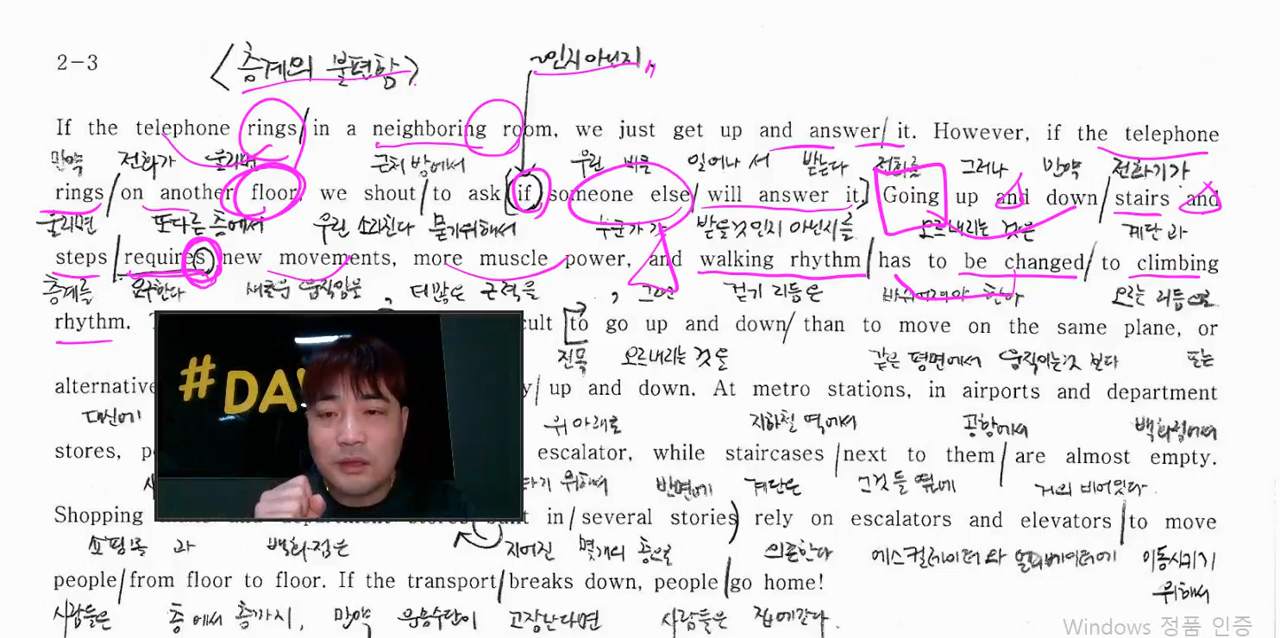 2-3 <층계의 불편함> ~인지 아닌지
If the telephone rings/in a neighboring room, we just get up and answer/it. However, if the telephone
만약 전화가 울리면 근처 방에서 우린 바로 일어나 서 받는다 전화를 그러나 만약 전화기가
rings/on another floor, we shout/to ask [if someone else/will answer it.] Going up and down/stairs and
울리면 또다른 층에서 우린 소리친다 묻기위해서 누군가가 받을것인지 아닌지를 오르내리는 것은 계단 과
steps/requires new movements, more muscle power, and walking rhythm/has to be changed/to climbing
층계를 요구한다 새로운 움직임을 더많은 근력을 , 그리고 걷기 리듬은 바뀌어져야 한다 오르는 리듬으로
rhythm. cult [to go up and down/than to move on the same plane, or
진목 오르내리는 것을 같은 평면에서 움직이는것 보다 또는
alternative y/up and down. At metro stations, in airports and department
대신에 위 아래로 지하철 역에서 공항에서 백화점에서
stores, p escalator, while staircases/next to them/are almost empty.
타기 위해서 반면에 계단은 그것 들 옆에 거의 비어있다.
Shopping in/several stories) rely on escalators and elevators/to move
쇼핑몰 과 백화점은 지어진 몇개의 층으로 의존한다 에스컬레이터 와 엘리베이터에 이동시키기
people/from floor to floor. If the transport/breaks down, people/go home!
위해서
사람들은 층 에서 층까지, 만약 운송수단이 고장난다면 사람들은 집에간다.
#DA
Windows 정품 인증